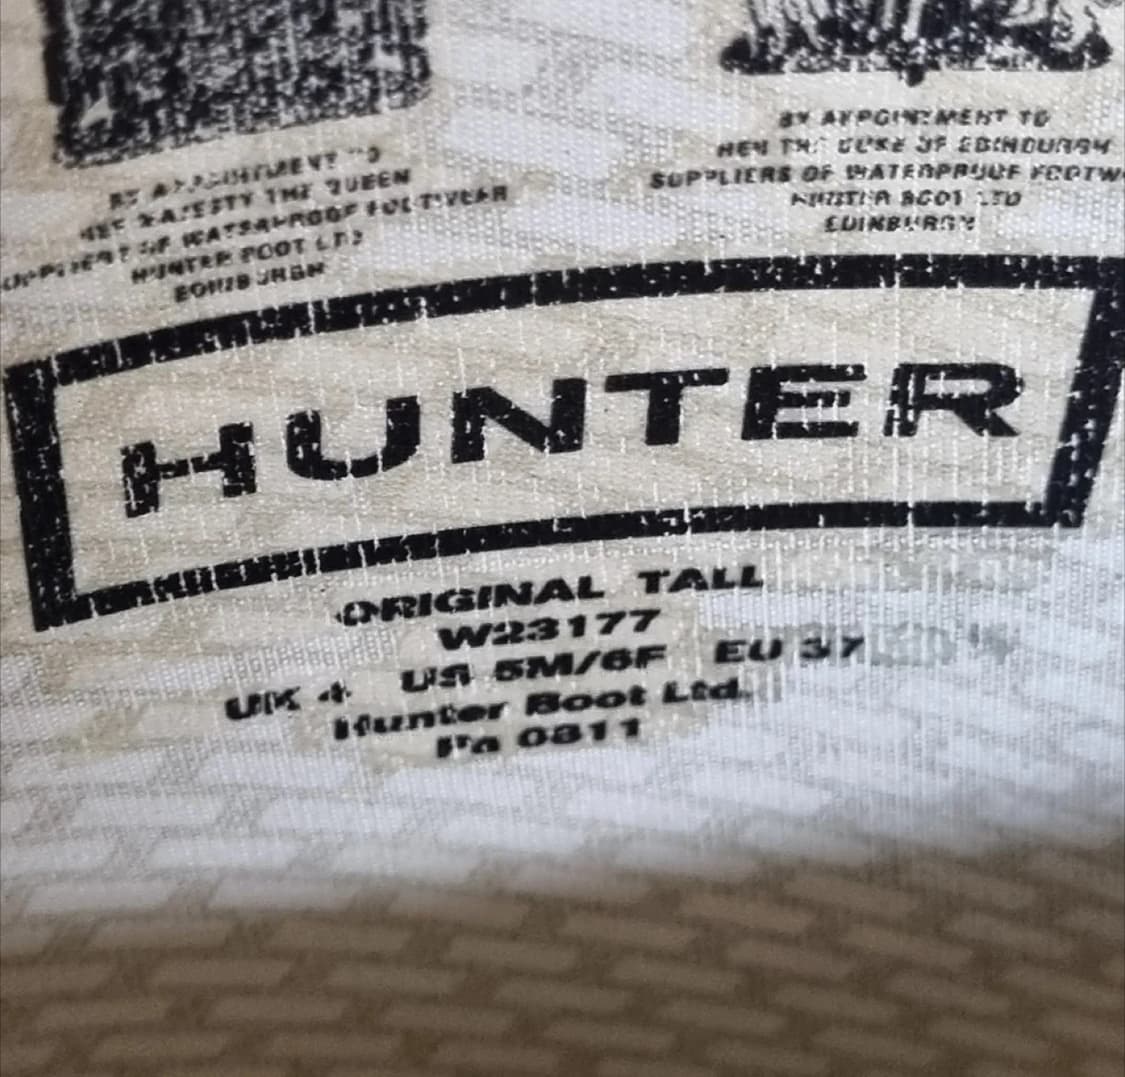 BY APPOINTMENT TO
HER MAJESTY THE QUEEN
SUPPLIERS OF WATERPROOF FOOTWEAR
HUNTER BOOT LTD
EDINBURGH
BY APPOINTMENT TO
HRH THE DUKE OF EDINBURGH
SUPPLIERS OF WATERPROOF FOOTW
HUNTER BOOT LTD
EDINBURGH
HUNTER
ORIGINAL TALL
W23177
UK 4 US 5M/6F EU 37
Hunter Boot Ltd.
0811